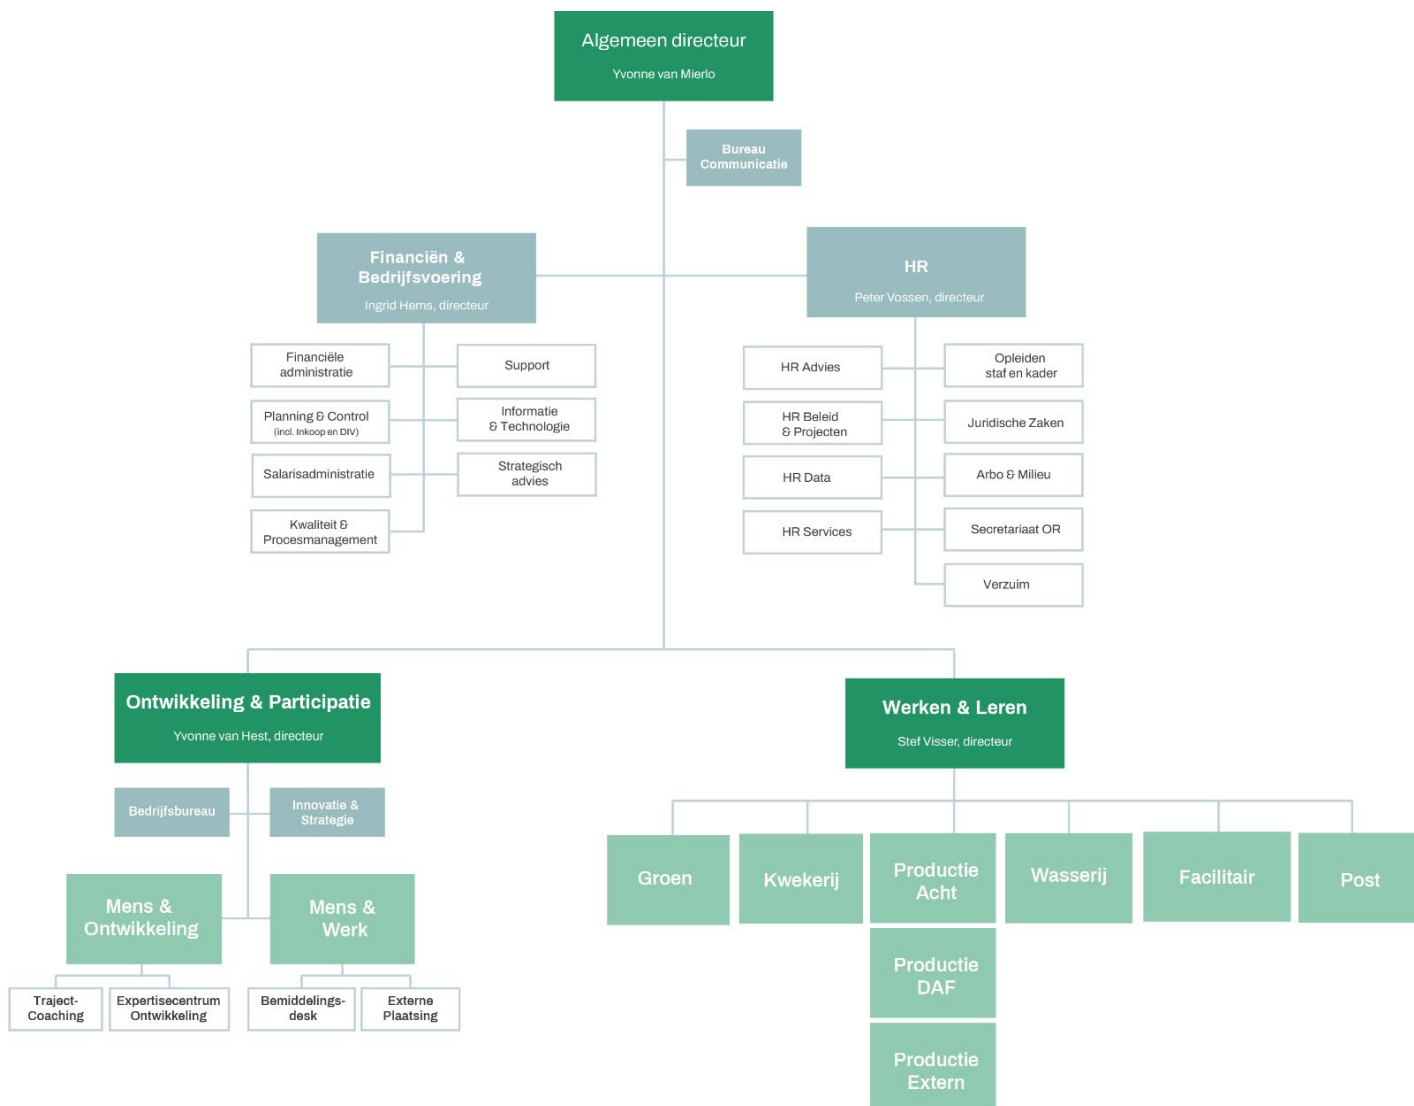 Algemeen directeur
Yvonne van Mierlo
Bureau
Communicatie
Financiën &
Bedrijfsvoering
Ingrid Hems, directeur
HR
Peter Vossen, directeur
Financiële
administratie
Support
Planning & Control
(incl. Inkoop en DIV)
Informatie
& Technologie
Salarisadministratie
Strategisch
advies
Kwaliteit &
Procesmanagement
HR Advies
Opleiden
staf en kader
HR Beleid
& Projecten
Juridische Zaken
HR Data
Arbo & Milieu
HR Services
Secretariaat OR
Verzuim
Ontwikkeling & Participatie
Yvonne van Hest, directeur
Bedrijfsbureau
Innovatie &
Strategie
Mens &
Ontwikkeling
Mens &
Werk
Traject-
Coaching
Expertisecentrum
Ontwikkeling
Bemiddelings-
desk
Externe
Plaatsing
Werken & Leren
Stef Visser, directeur
Groen
Kwekerij
Productie
Acht
Wasserij
Facilitair
Post
Productie
DAF
Productie
Extern